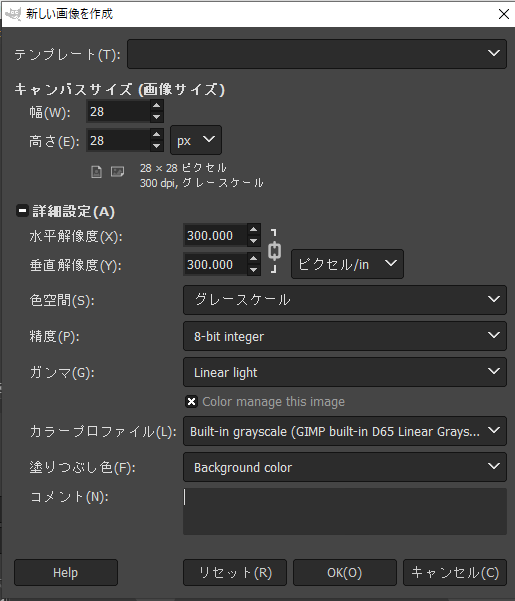 新しい画像を作成
テンプレート(T):
キャンバスサイズ (画像サイズ)
幅(W): 28
高さ(E): 28 px
28 × 28 ピクセル
300 dpi, グレースケール
詳細設定(A)
水平解像度(X): 300.000
垂直解像度(Y): 300.000 ピクセル/in
色空間(S): グレースケール
精度(P): 8-bit integer
ガンマ(G): Linear light
Color manage this image
カラープロファイル(L): Built-in grayscale (GIMP built-in D65 Linear Grays...
塗りつぶし色(F): Background color
コメント(N):
Help リセット(R) OK(O) キャンセル(C)